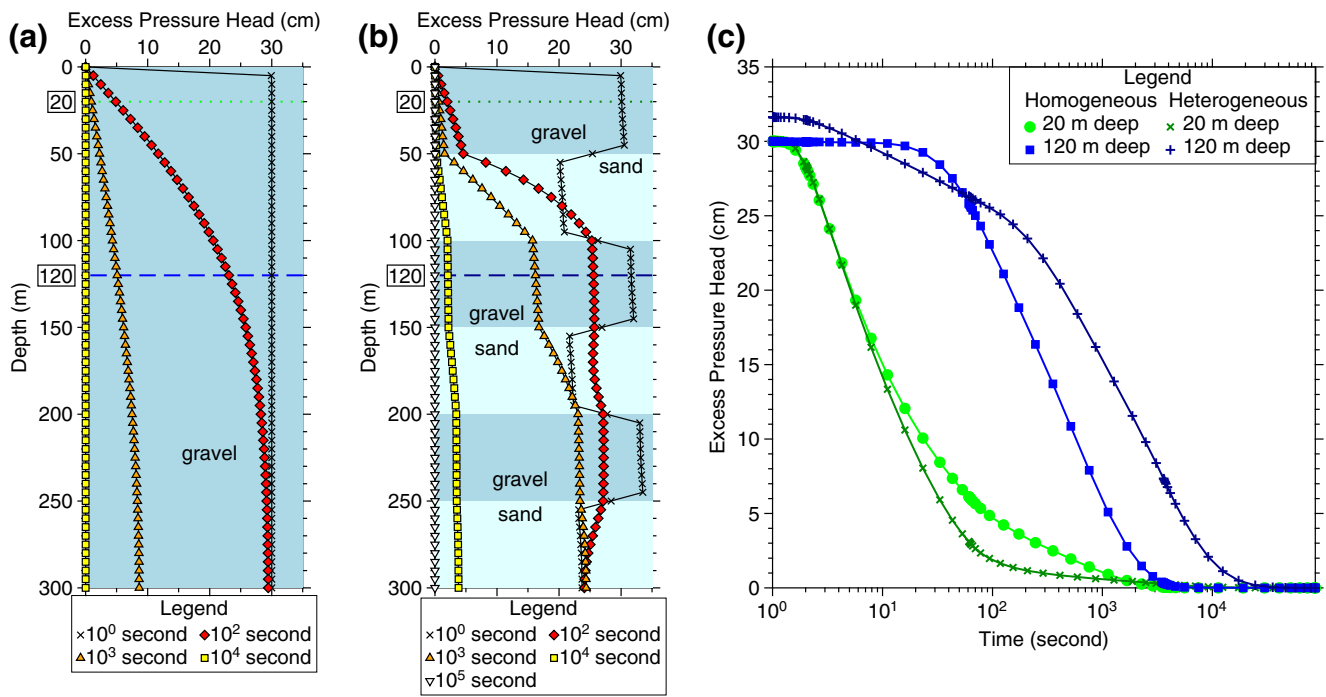 (a)
Excess Pressure Head (cm)
0 10 20 30
0
20
50
100
120
150
200
250
300
Depth (m)
gravel
Legend
10⁰ second 10² second
10³ second 10⁴ second
(b)
Excess Pressure Head (cm)
0 10 20 30
0
20
50
100
120
150
200
250
300
Depth (m)
gravel
sand
gravel
sand
gravel
sand
Legend
10⁰ second 10² second
10³ second 10⁴ second
10⁵ second
(c)
35
30
25
20
15
10
5
0
Excess Pressure Head (cm)
10⁰ 10¹ 10² 10³ 10⁴
Time (second)
Legend
Homogeneous Heterogeneous
20 m deep 20 m deep
120 m deep 120 m deep